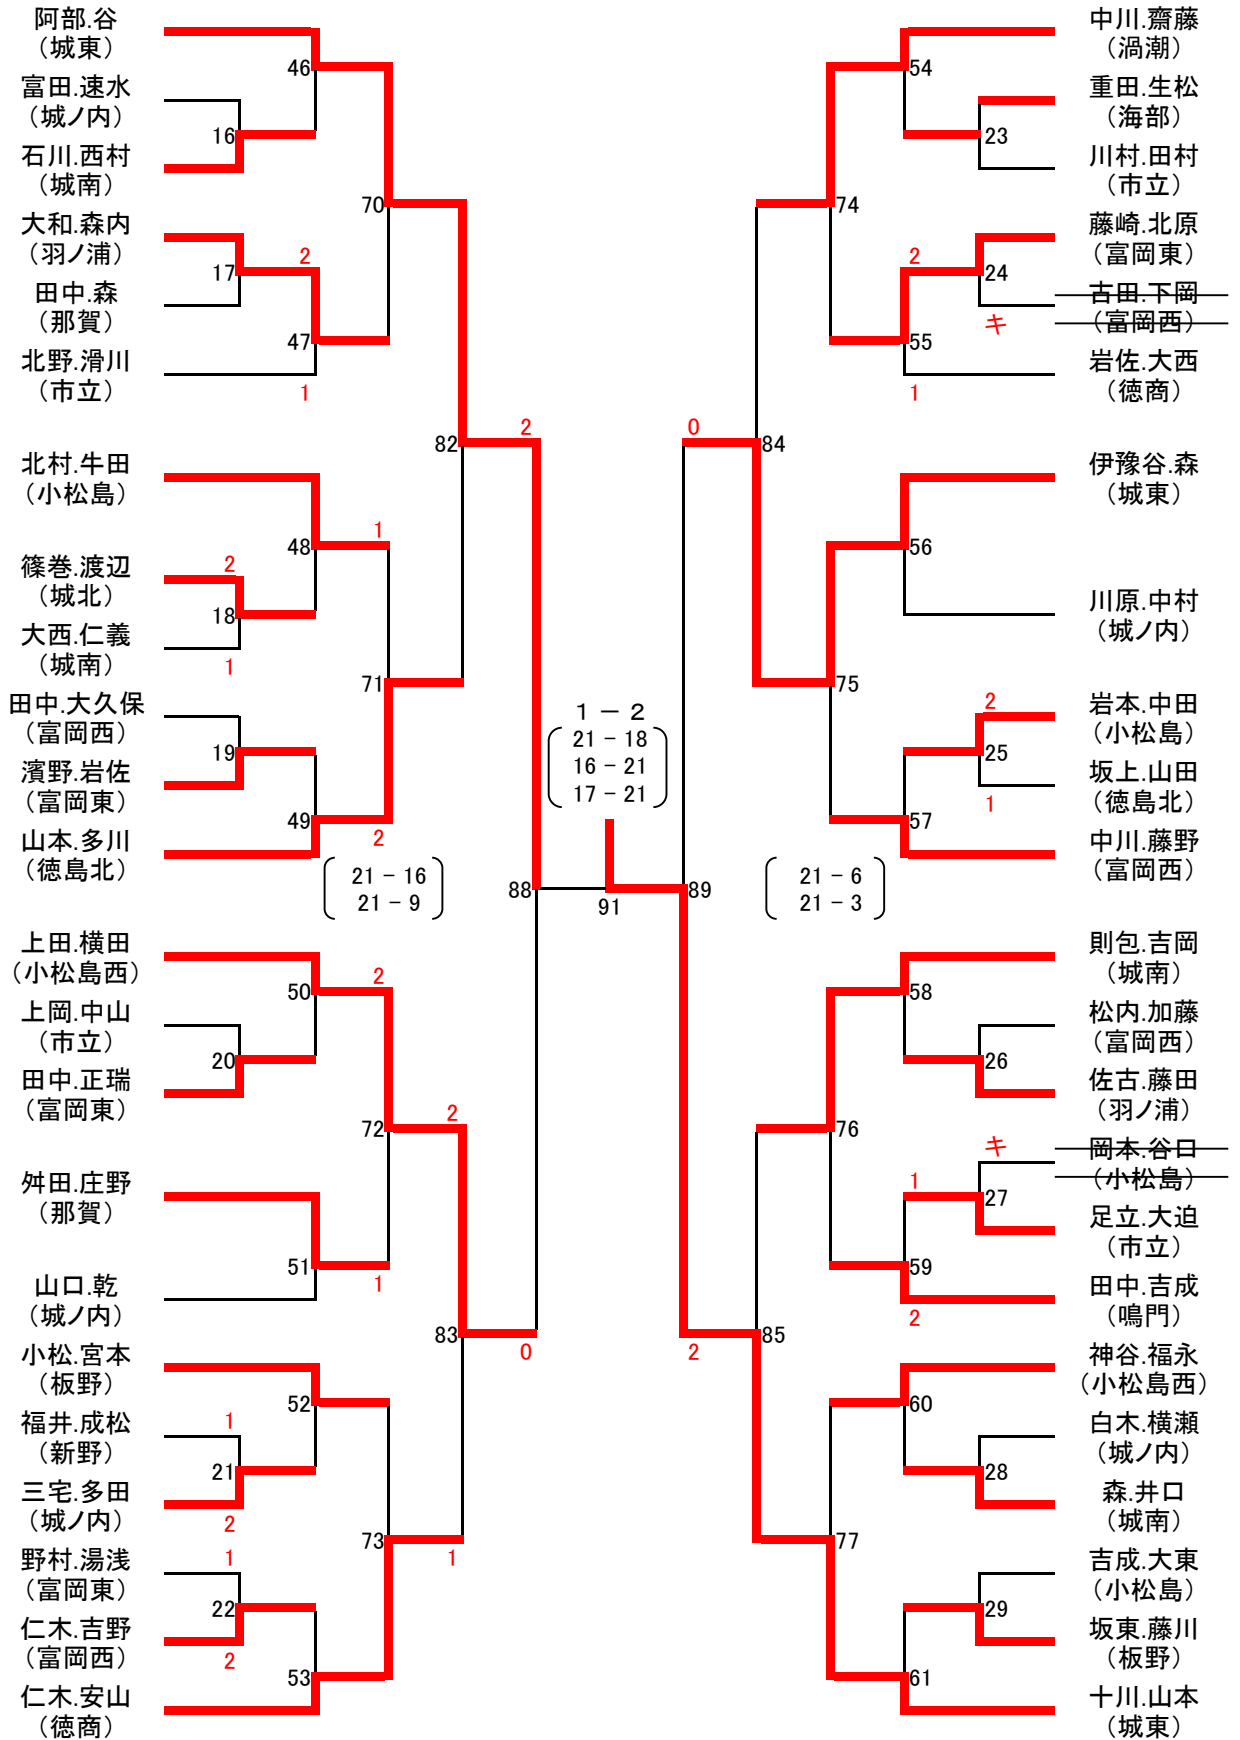 阿部.谷
（城東）
富田.速水
（城ノ内）
石川.西村
（城南）
大和.森内
（羽ノ浦）
田中.森
（那賀）
北野.滑川
（市立）
北村.牛田
（小松島）
篠巻.渡辺
（城北）
大西.仁義
（城南）
田中.大久保
（富岡西）
濱野.岩佐
（富岡東）
山本.多川
（徳島北）
上田.横田
（小松島西）
上岡.中山
（市立）
田中.正瑞
（富岡東）
舛田.庄野
（那賀）
山口.乾
（城ノ内）
小松.宮本
（板野）
福井.成松
（新野）
三宅.多田
（城ノ内）
野村.湯浅
（富岡東）
仁木.吉野
（富岡西）
仁木.安山
（徳商）
16
17
2
1
18
19
20
1
21
2
1
22
2
46
2
47
1
48
49
50
51
52
53
70
1
71
2
2
72
1
73
82
2
83
1
2
88
0
21 － 16
21 － 9
1 － 2
21 － 18
16 － 21
17 － 21
91
0
89
2
21 － 6
21 － 3
84
85
74
75
76
77
54
2
55
1
56
57
58
1
59
2
60
61
23
24
キ
2
25
1
26
キ
27
28
29
中川.齋藤
（渦潮）
重田.生松
（海部）
川村.田村
（市立）
藤崎.北原
（富岡東）
古田.下岡
（富岡西）
岩佐.大西
（徳商）
伊豫谷.森
（城東）
川原.中村
（城ノ内）
岩本.中田
（小松島）
坂上.山田
（徳島北）
中川.藤野
（富岡西）
則包.吉岡
（城南）
松内.加藤
（富岡西）
佐古.藤田
（羽ノ浦）
岡本.谷口
（小松島）
足立.大迫
（市立）
田中.吉成
（鳴門）
神谷.福永
（小松島西）
白木.横瀬
（城ノ内）
森.井口
（城南）
吉成.大東
（小松島）
坂東.藤川
（板野）
十川.山本
（城東）